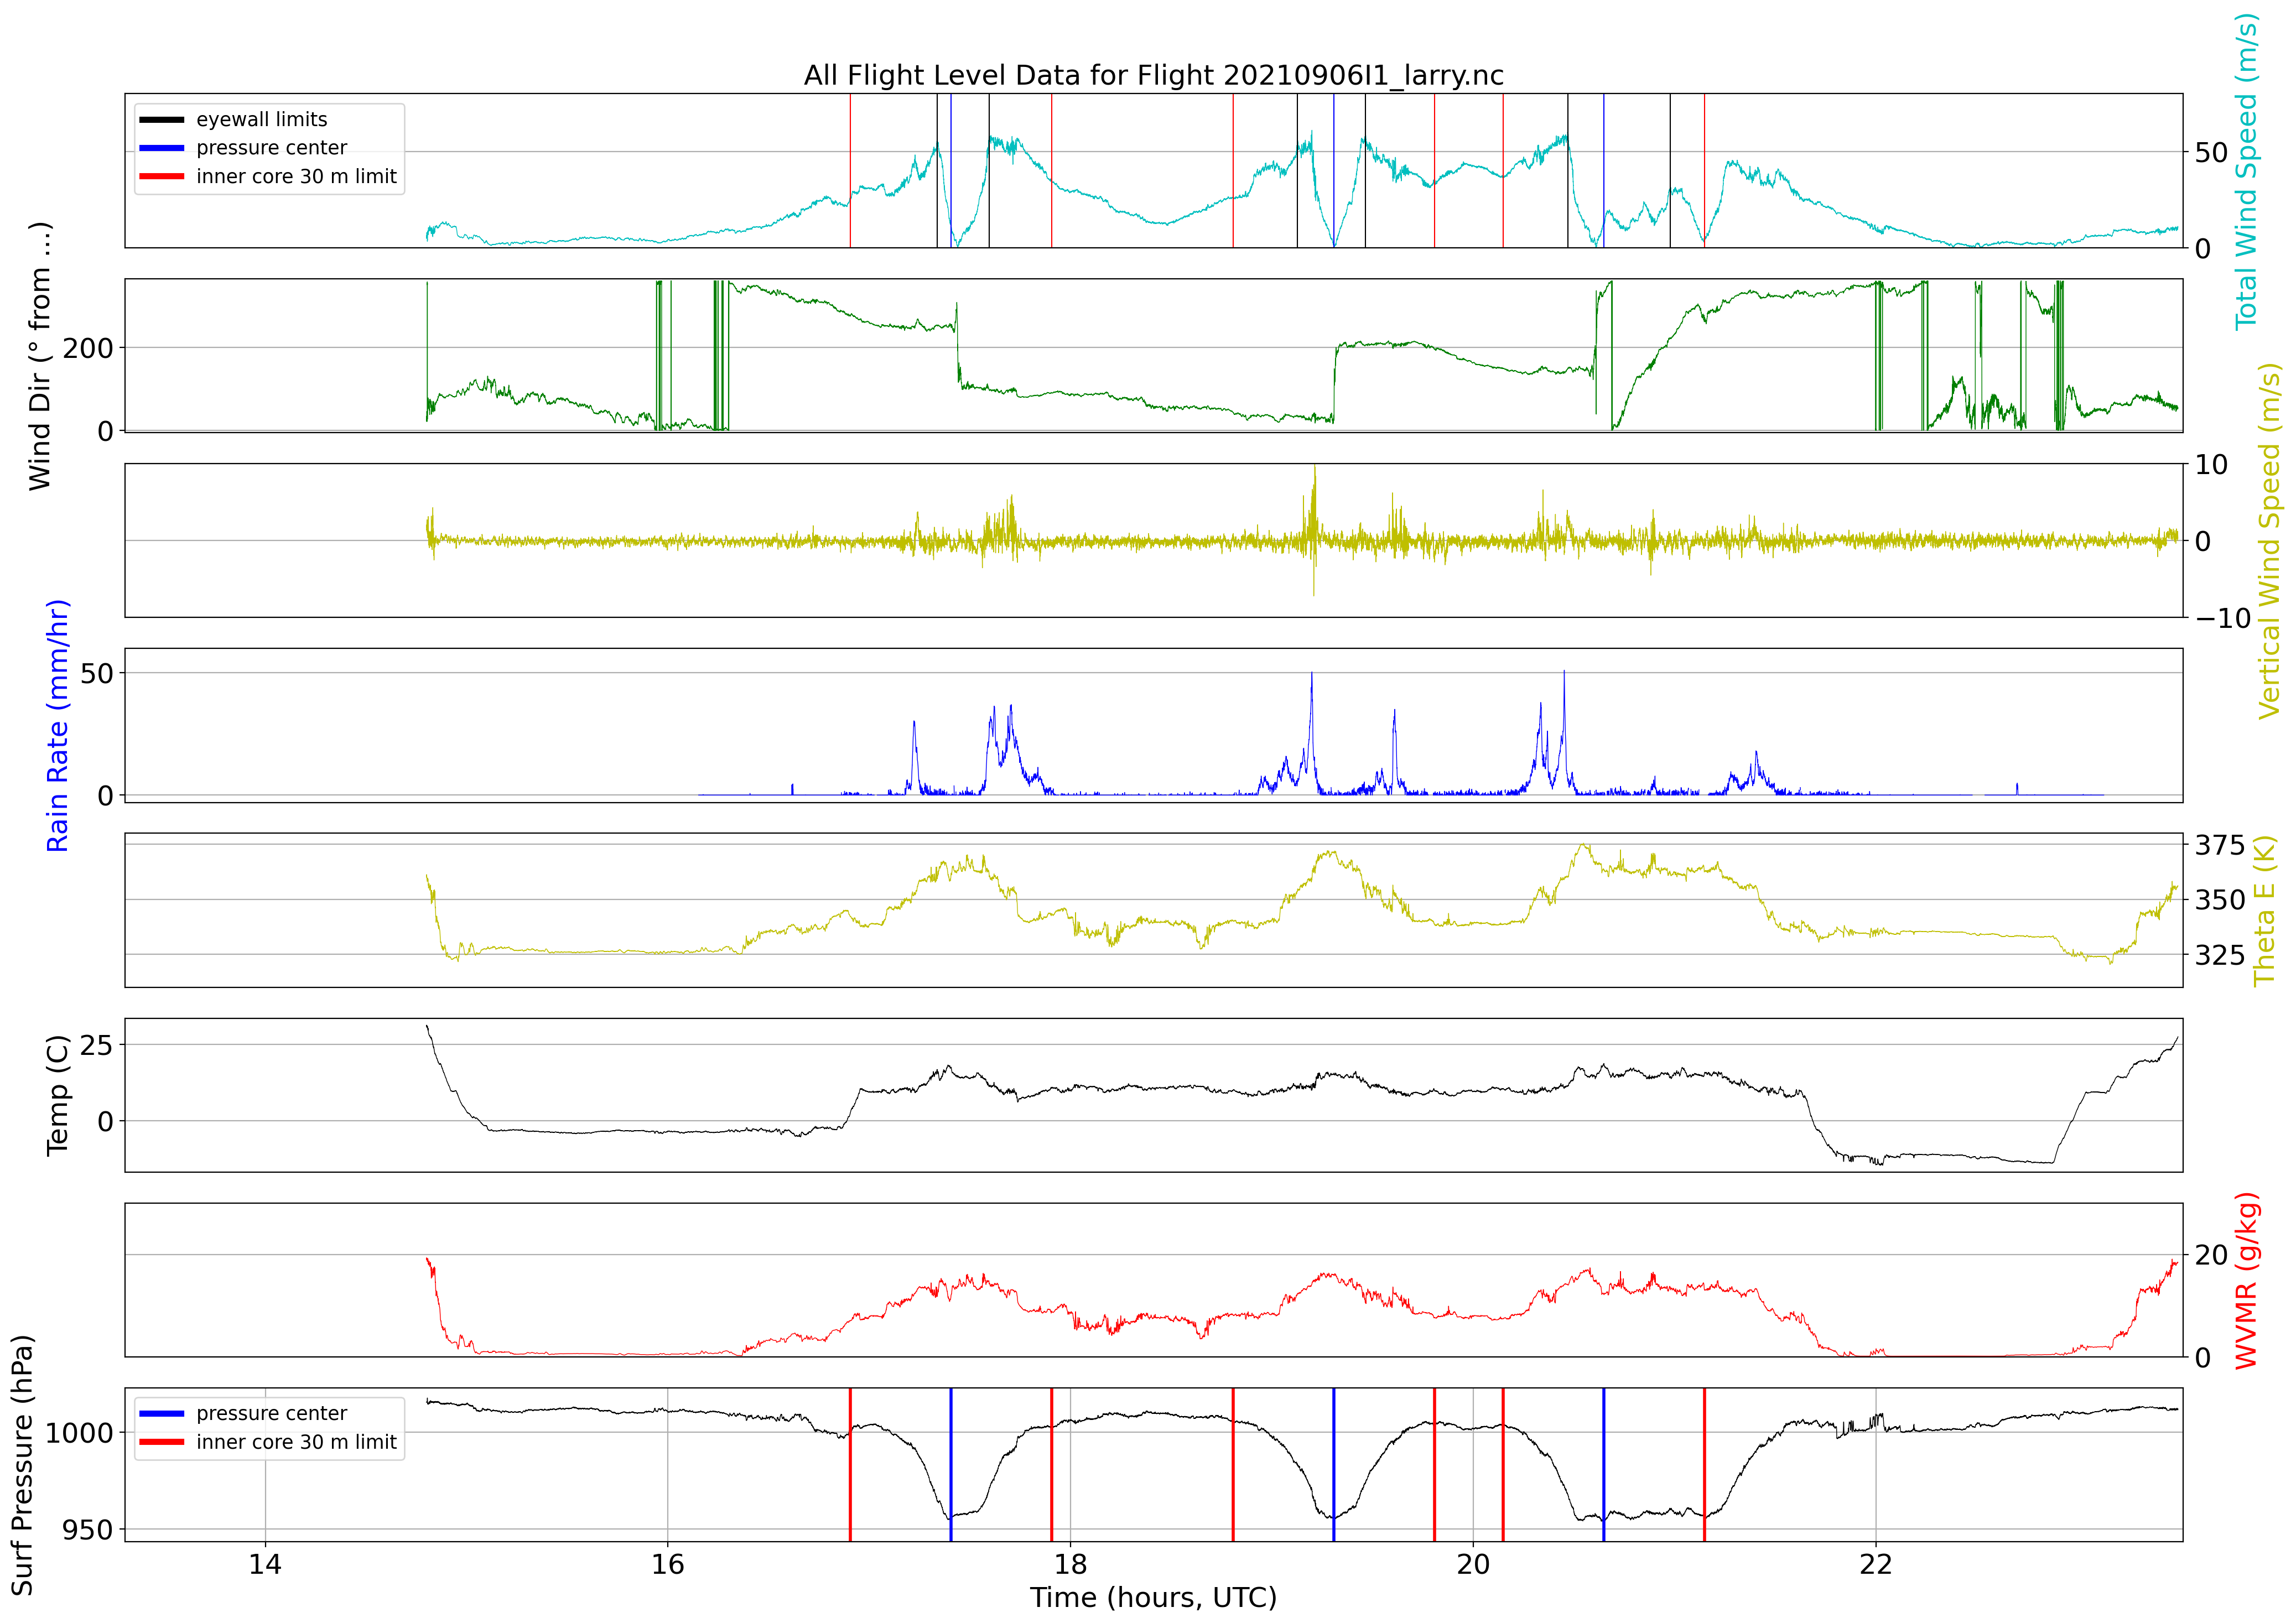 All Flight Level Data for Flight 20210906I1_larry.nc
eyewall limits
pressure center
inner core 30 m limit
50
0
Total Wind Speed (m/s)
Wind Dir (° from ...)
200
0
10
0
−10
Vertical Wind Speed (m/s)
Rain Rate (mm/hr)
50
0
375
350
325
Theta E (K)
Temp (C)
25
0
20
0
WVMR (g/kg)
Surf Pressure (hPa)
1000
950
pressure center
inner core 30 m limit
14 16 18 20 22
Time (hours, UTC)